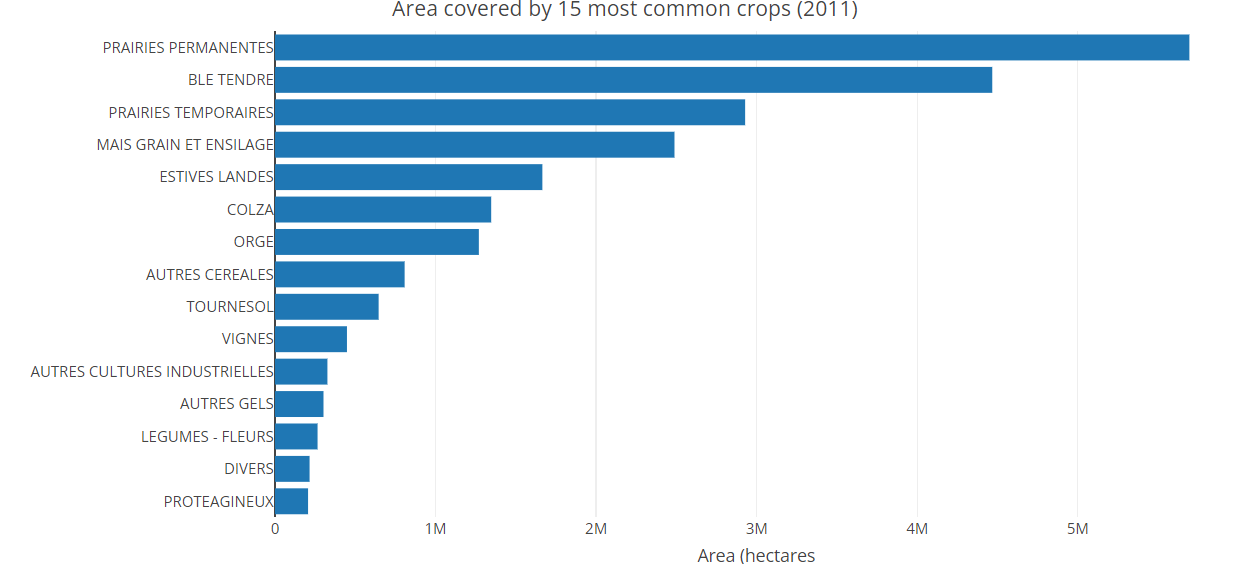 Area covered by 15 most common crops (2011)
PRAIRIES PERMANENTES
BLE TENDRE
PRAIRIES TEMPORAIRES
MAIS GRAIN ET ENSILAGE
ESTIVES LANDES
COLZA
ORGE
AUTRES CEREALES
TOURNESOL
VIGNES
AUTRES CULTURES INDUSTRIELLES
AUTRES GELS
LEGUMES - FLEURS
DIVERS
PROTEAGINEUX
0 1M 2M 3M 4M 5M
Area (hectares